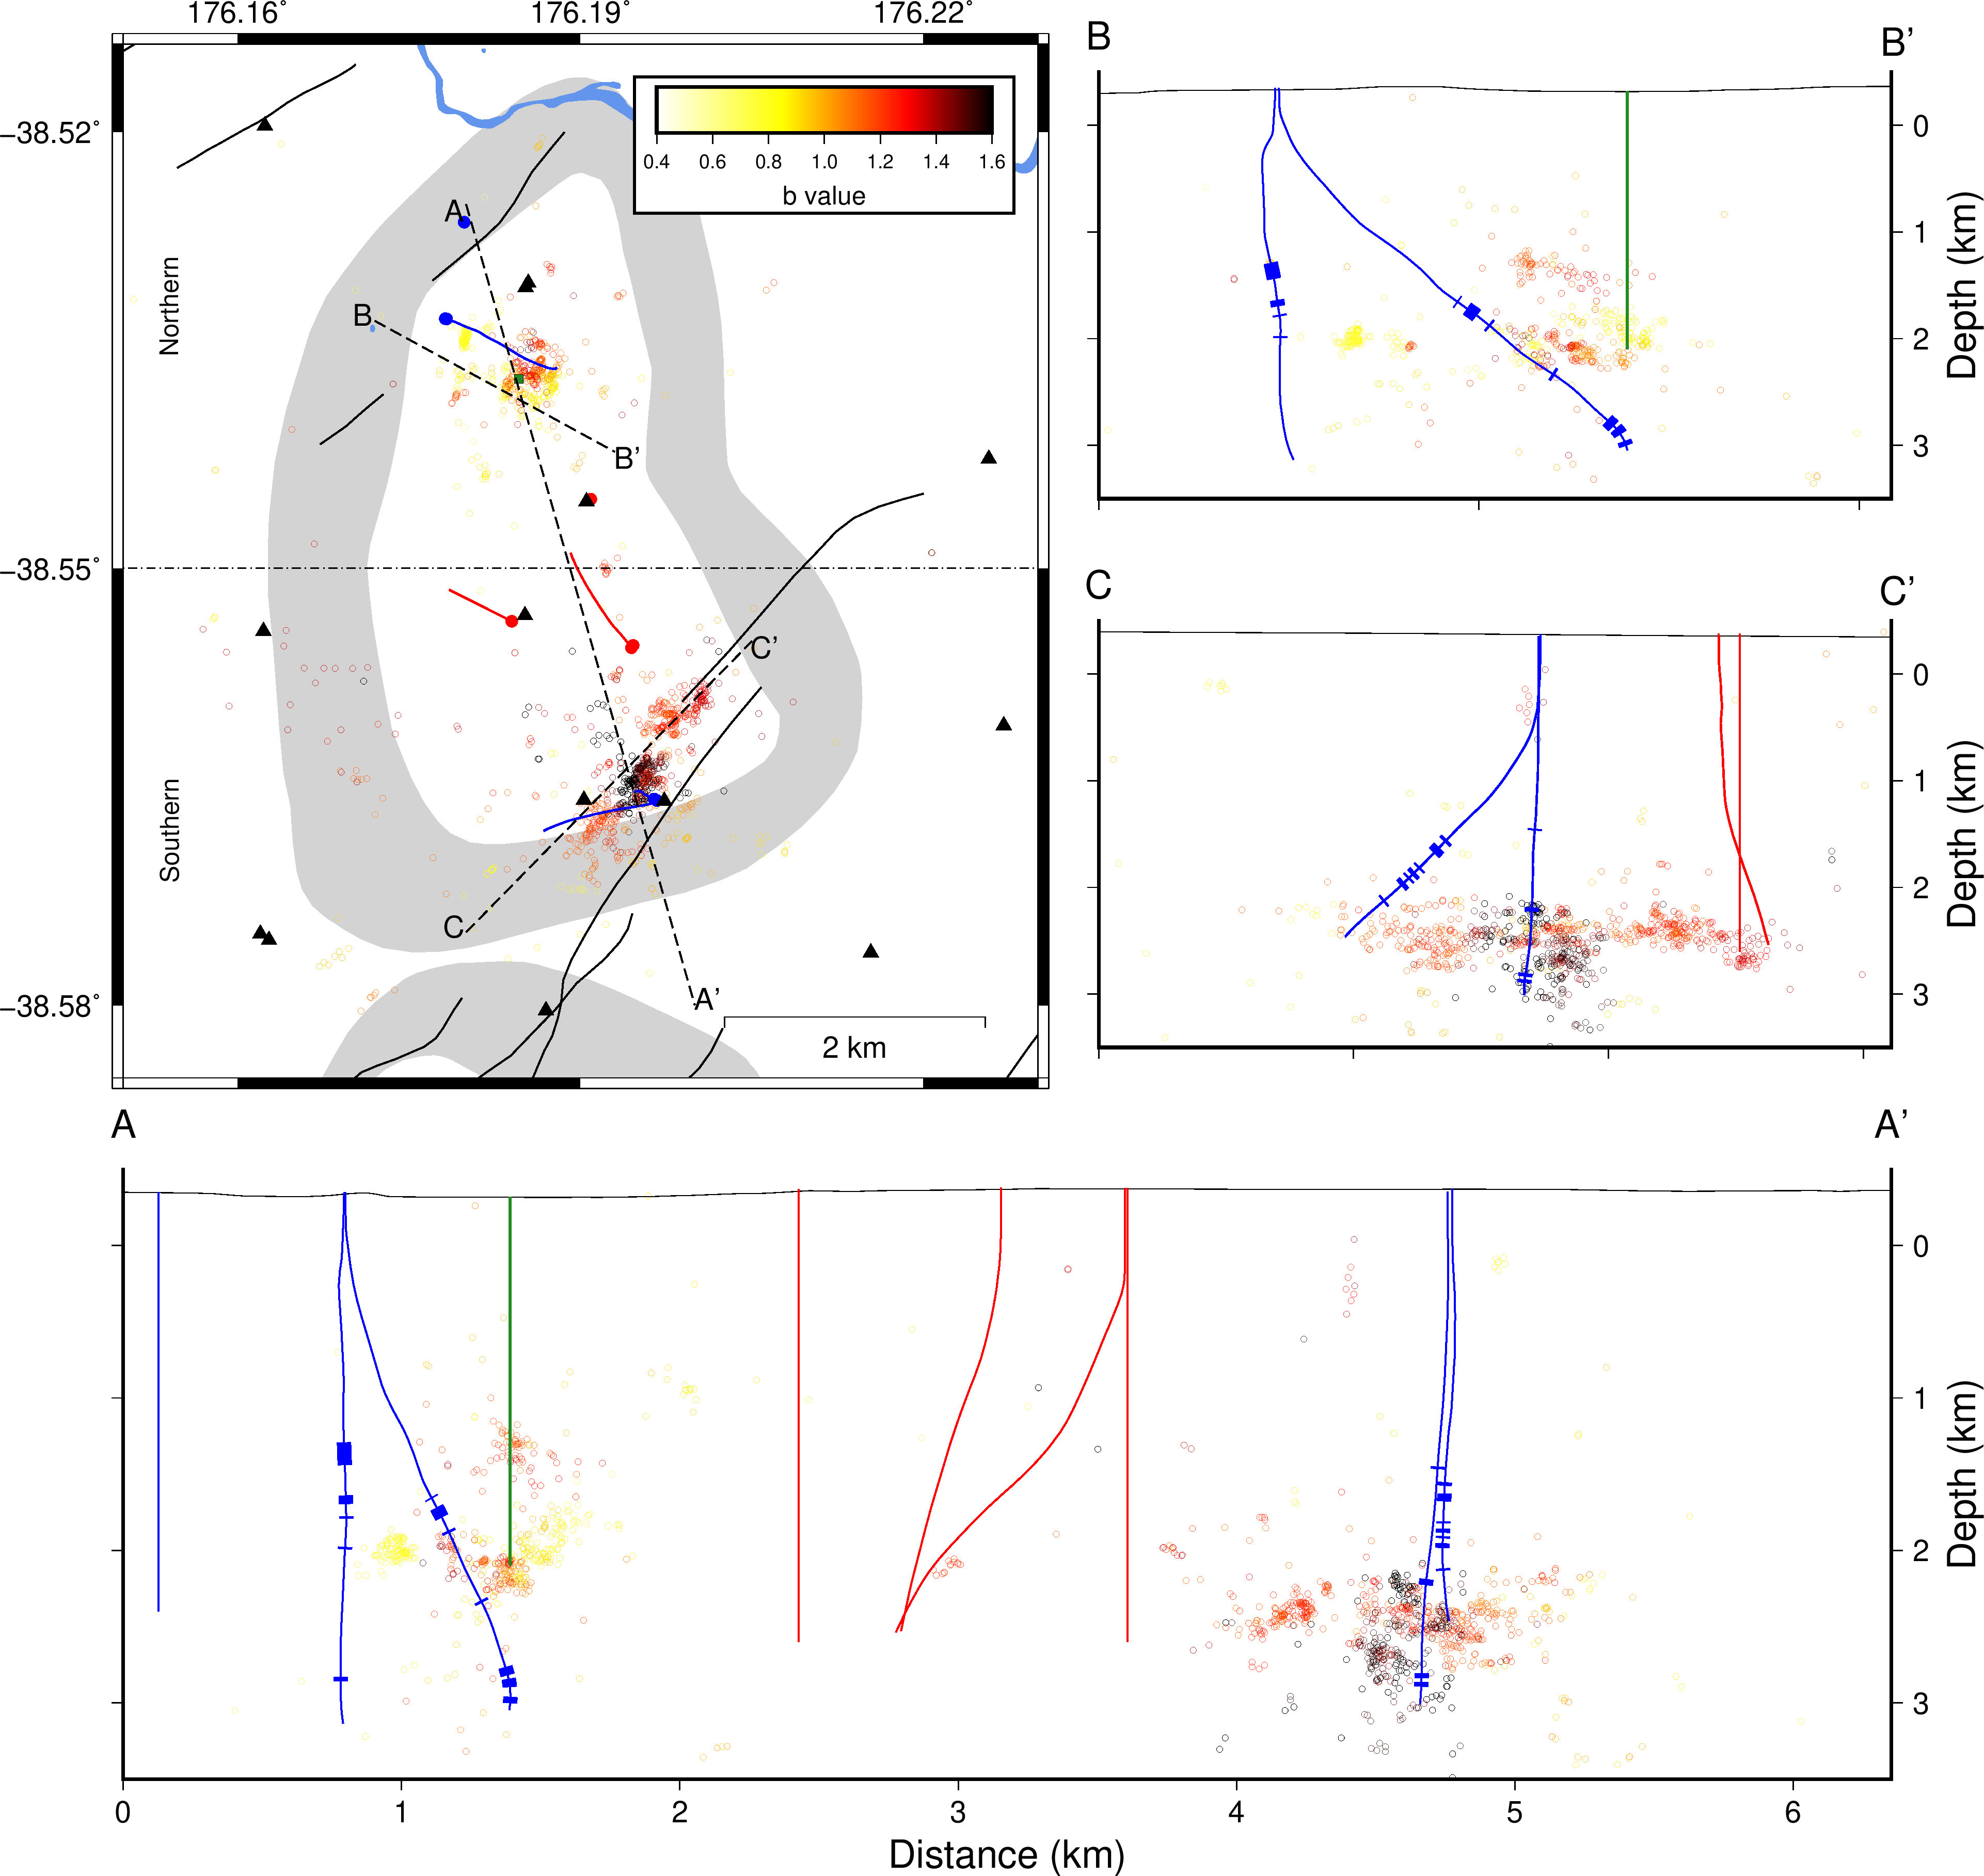 176.16° 176.19° 176.22°
−38.52°
−38.55°
−38.58°
Northern
Southern
0.4 0.6 0.8 1.0 1.2 1.4 1.6
b value
A
B
B’
C’
C
A’
2 km
B B’
0
1
2
3
Depth (km)
C C’
0
1
2
3
Depth (km)
A A’
0
1
2
3
Depth (km)
0 1 2 3 4 5 6
Distance (km)